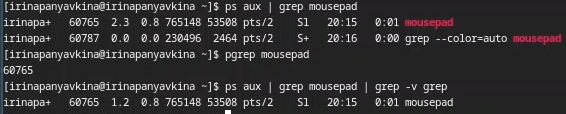 [irinapanyavkina@irinapanyavkina ~]$ ps aux | grep mousepad
irinapa+   60765  2.3  0.8 765148 53508 pts/2    Sl   20:15   0:01 mousepad
irinapa+   60787  0.0  0.0 230496  2464 pts/2    S+   20:16   0:00 grep --color=auto mousepad
[irinapanyavkina@irinapanyavkina ~]$ pgrep mousepad
60765
[irinapanyavkina@irinapanyavkina ~]$ ps aux | grep mousepad | grep -v grep
irinapa+   60765  1.2  0.8 765148 53508 pts/2    Sl   20:15   0:01 mousepad